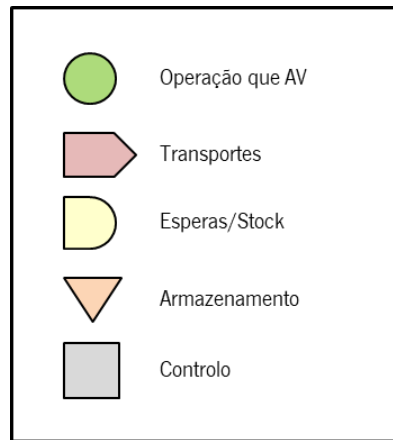 Operação que AV
Transportes
Esperas/Stock
Armazenamento
Controlo